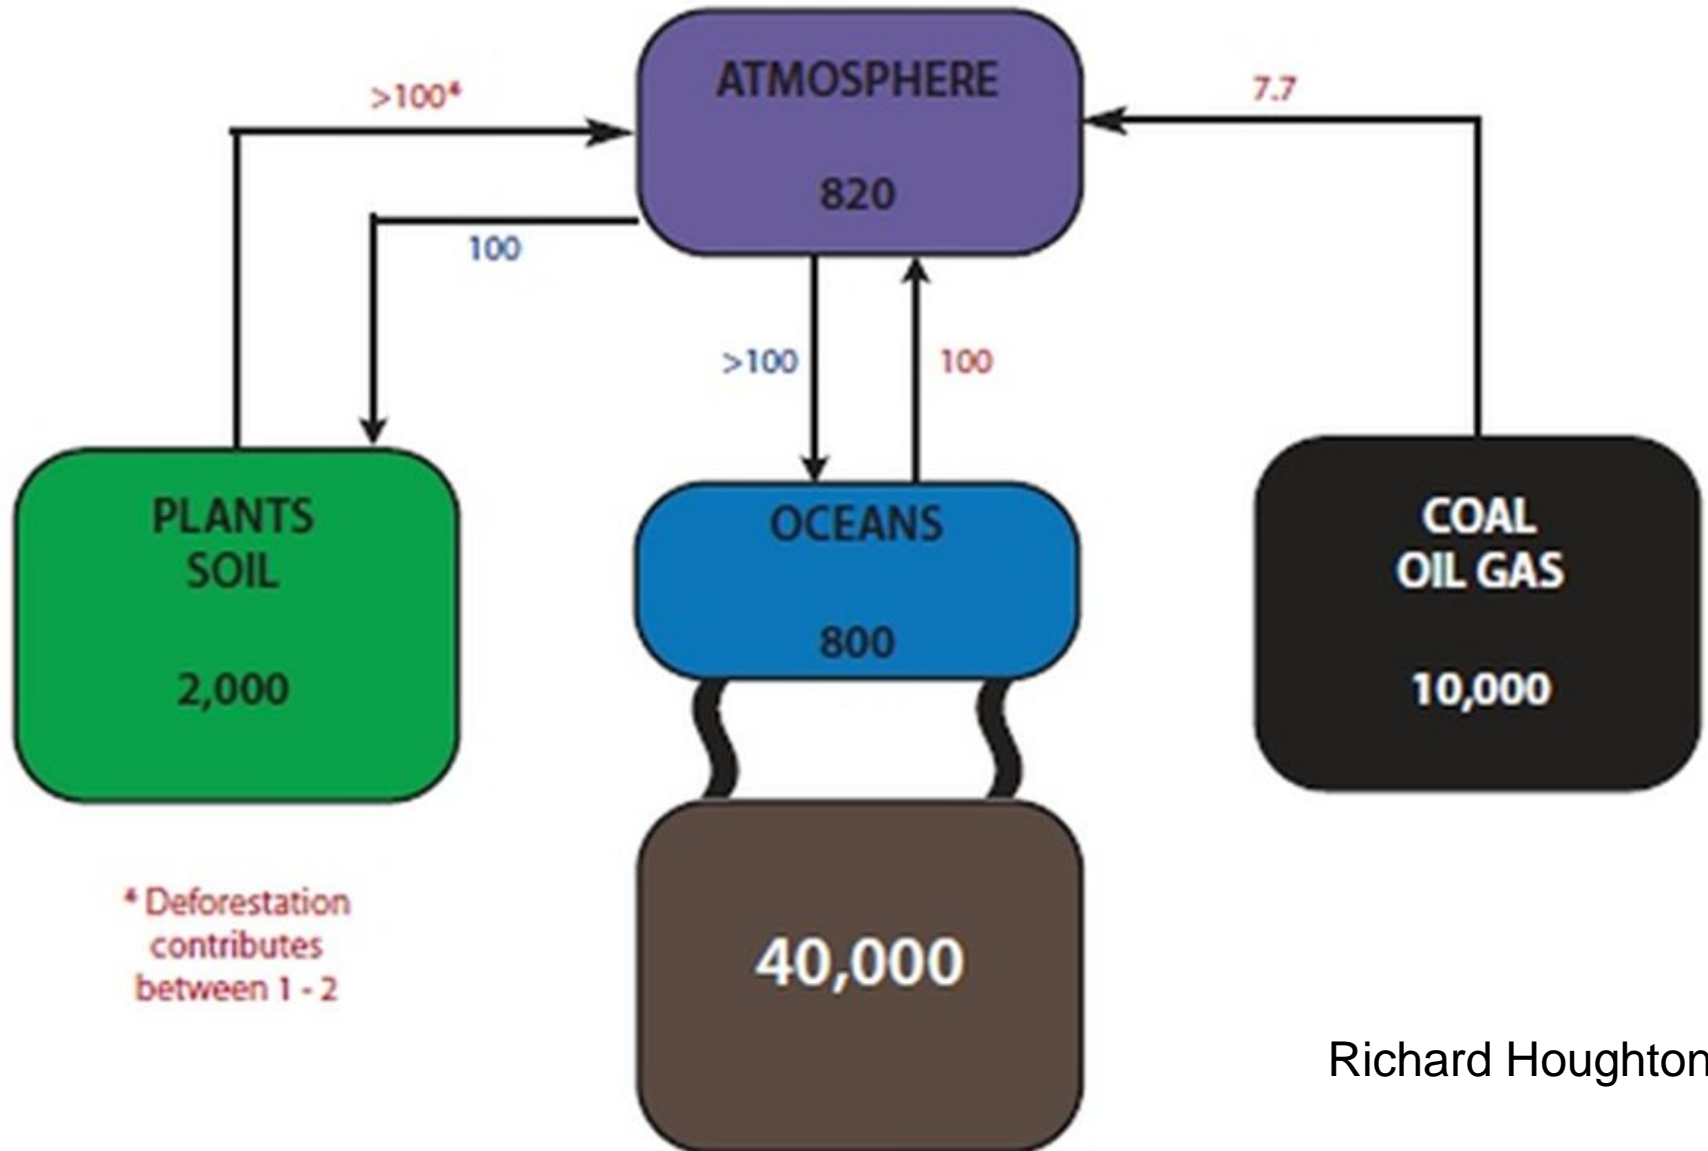 ATMOSPHERE
820
>100*
7.7
100
>100
100
PLANTS
SOIL
2,000
OCEANS
800
COAL
OIL GAS
10,000
* Deforestation
contributes
between 1 - 2
40,000
Richard Houghton